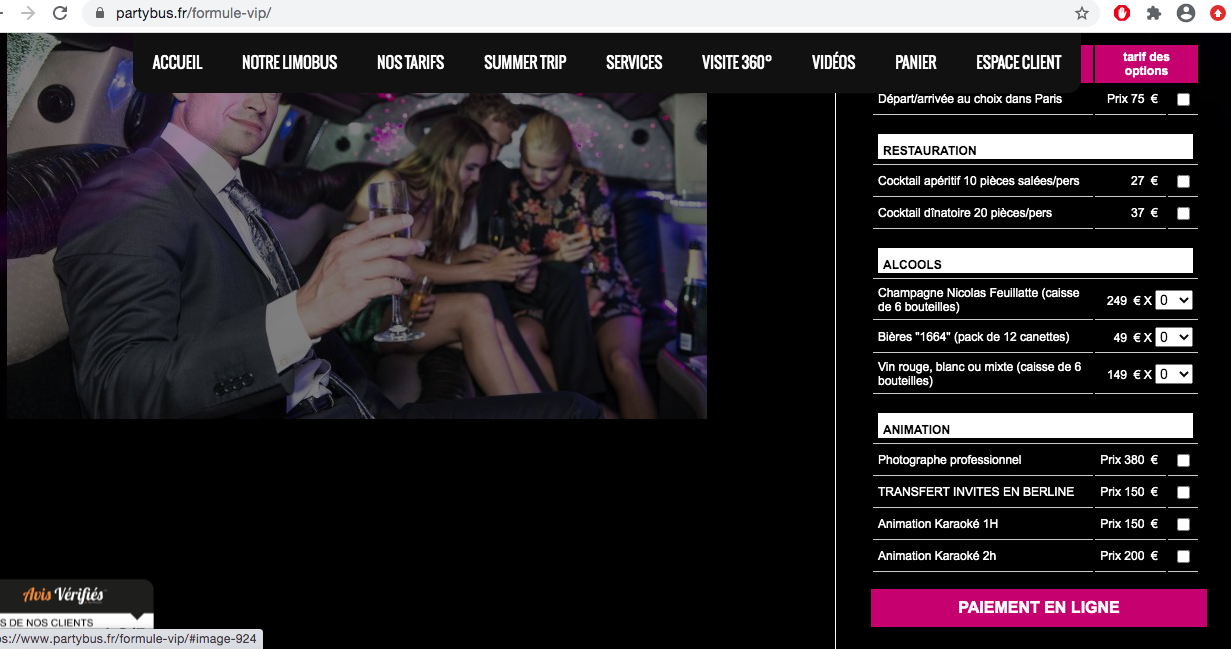 partybus.fr/formule-vip/
ACCUEIL NOTRE LIMOBUS NOS TARIFS SUMMER TRIP SERVICES VISITE 360° VIDÉOS PANIER ESPACE CLIENT
tarif des
options
Départ/arrivée au choix dans Paris Prix 75 €
RESTAURATION
Cocktail apéritif 10 pièces salées/pers 27 €
Cocktail dînatoire 20 pièces/pers 37 €
ALCOOLS
Champagne Nicolas Feuillatte (caisse
de 6 bouteilles) 249 € X 0
Bières "1664" (pack de 12 canettes) 49 € X 0
Vin rouge, blanc ou mixte (caisse de 6
bouteilles) 149 € X 0
ANIMATION
Photographe professionnel Prix 380 €
TRANSFERT INVITES EN BERLINE Prix 150 €
Animation Karaoké 1H Prix 150 €
Animation Karaoké 2h Prix 200 €
PAIEMENT EN LIGNE
Avis Vérifiés
S DE NOS CLIENTS
ps://www.partybus.fr/formule-vip/#image-924